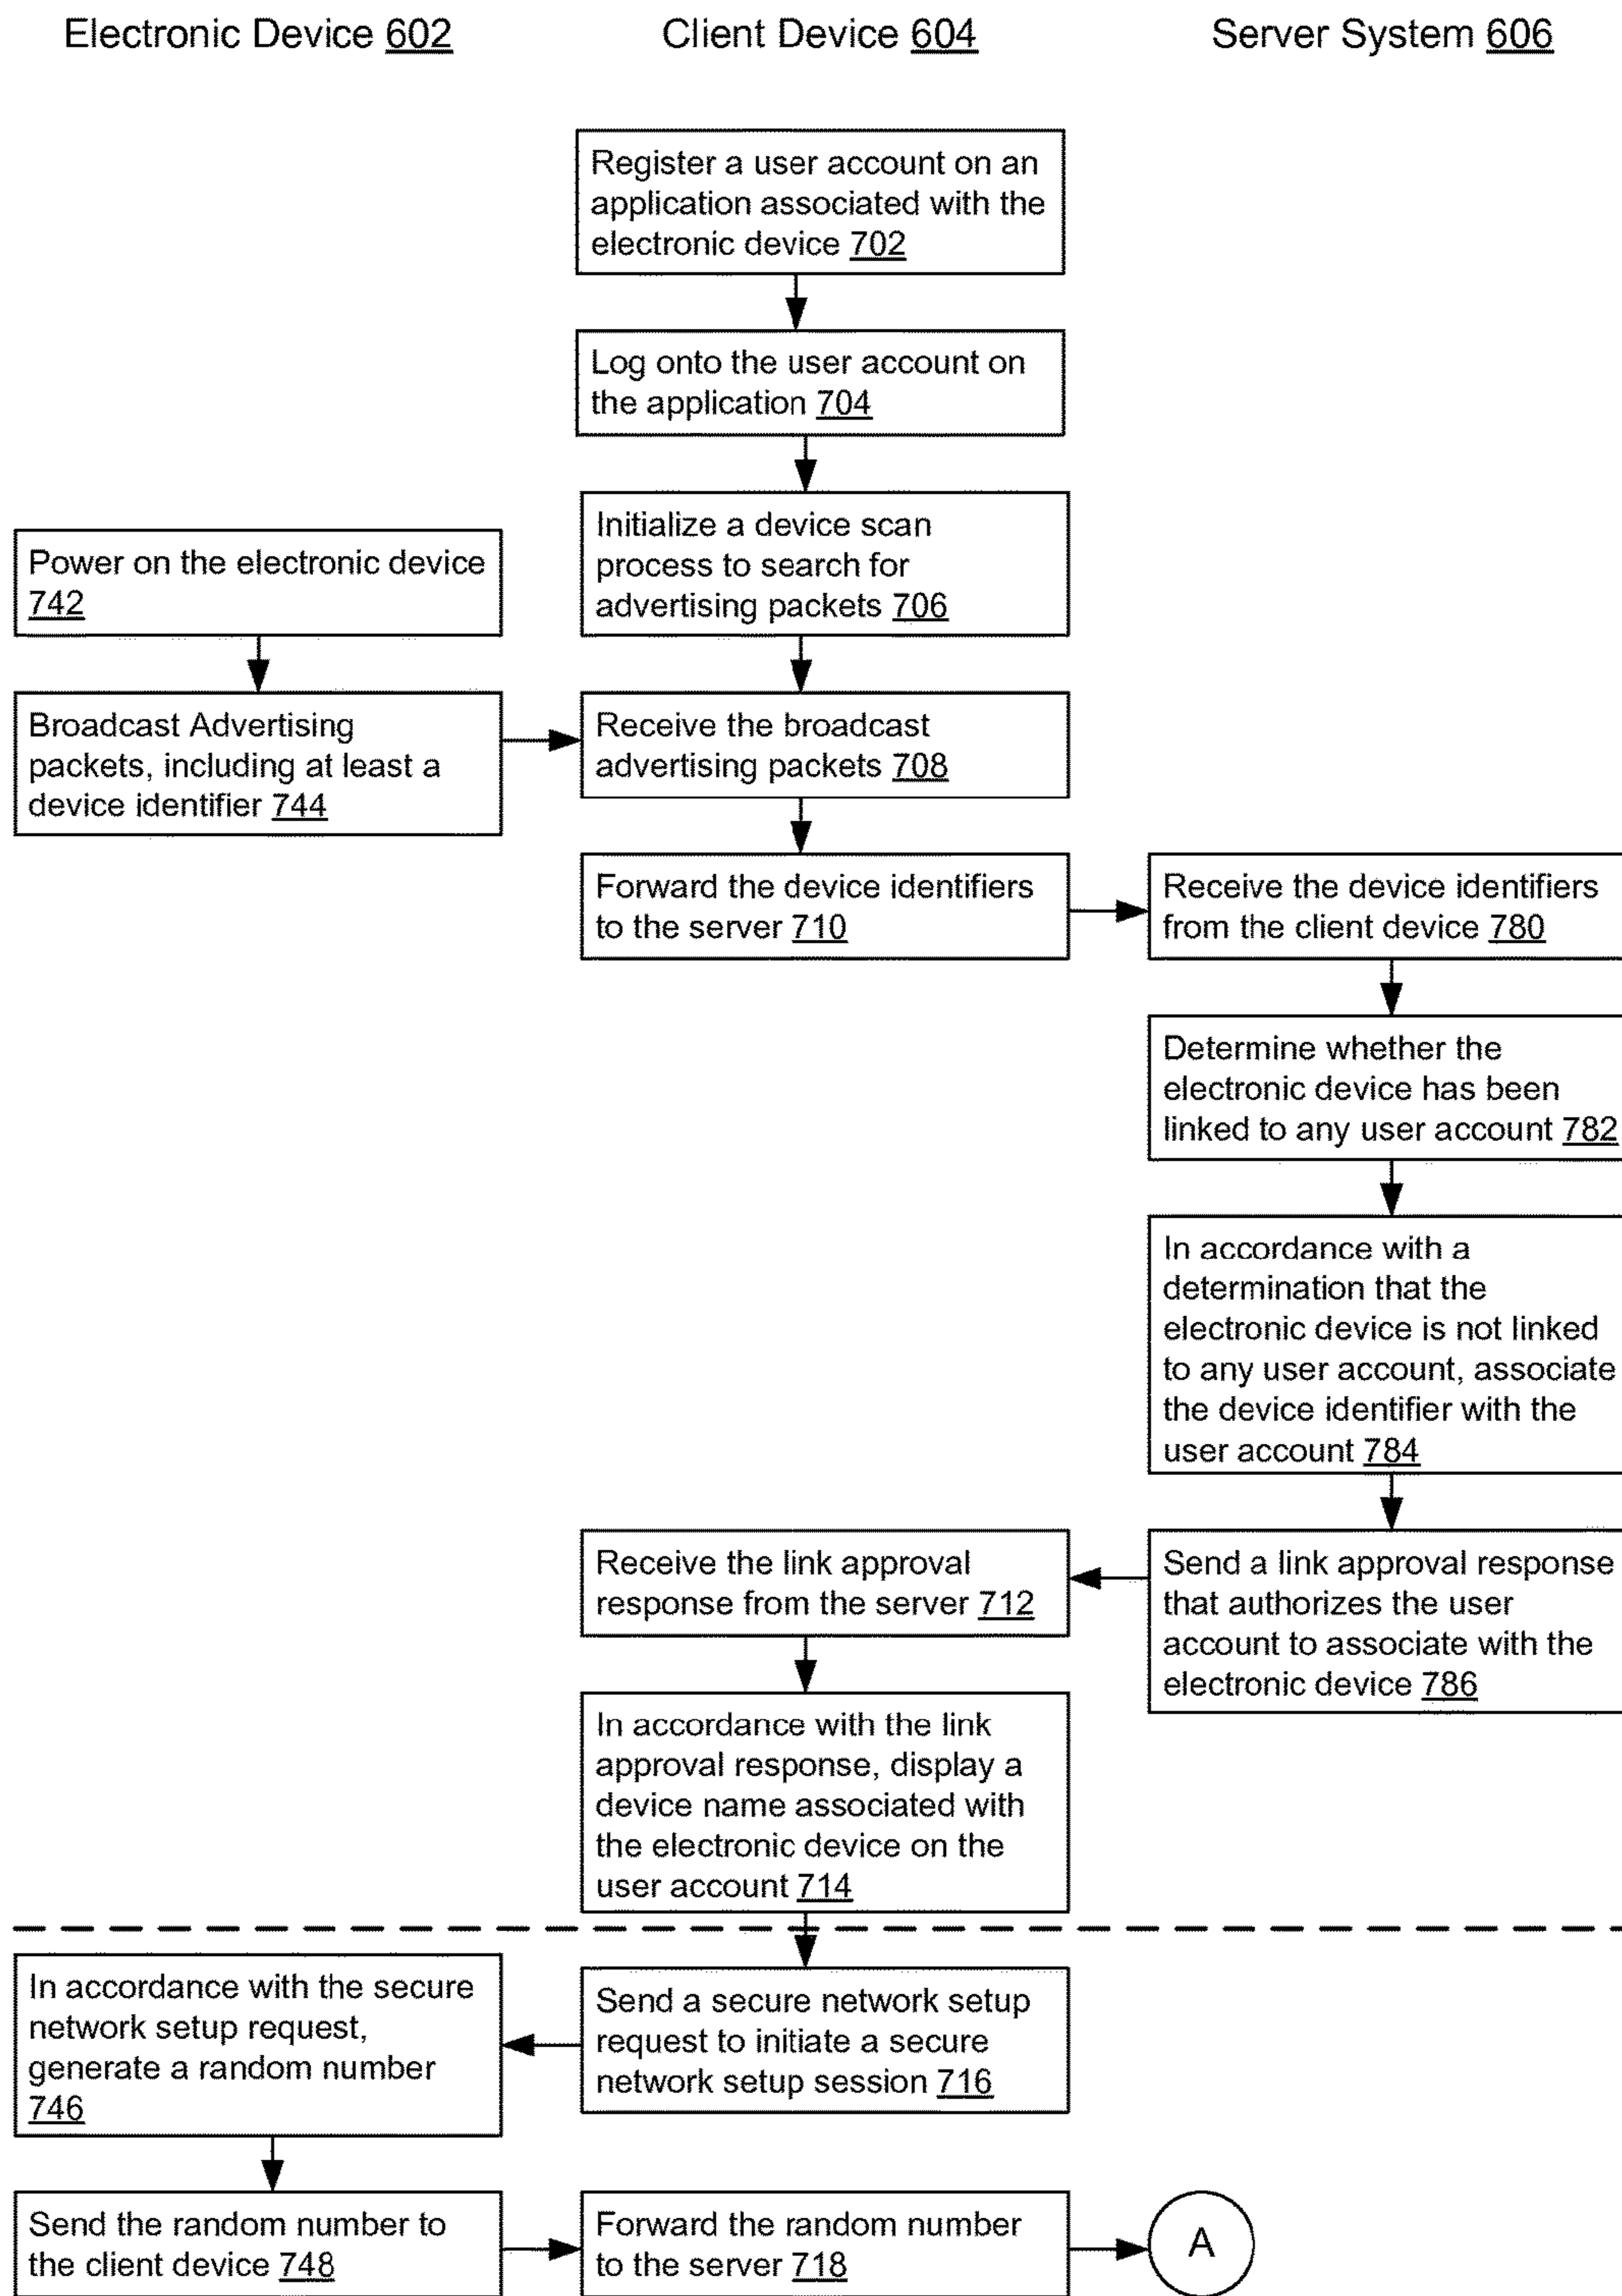 Electronic Device 602
Client Device 604
Server System 606
Register a user account on an
application associated with the
electronic device 702
Log onto the user account on
the application 704
Initialize a device scan
process to search for
advertising packets 706
Power on the electronic device
742
Broadcast Advertising
packets, including at least a
device identifier 744
Receive the broadcast
advertising packets 708
Forward the device identifiers
to the server 710
Receive the device identifiers
from the client device 780
Determine whether the
electronic device has been
linked to any user account 782
In accordance with a
determination that the
electronic device is not linked
to any user account, associate
the device identifier with the
user account 784
Send a link approval response
that authorizes the user
account to associate with the
electronic device 786
Receive the link approval
response from the server 712
In accordance with the link
approval response, display a
device name associated with
the electronic device on the
user account 714
Send a secure network setup
request to initiate a secure
network setup session 716
In accordance with the secure
network setup request,
generate a random number
746
Send the random number to
the client device 748
Forward the random number
to the server 718
A